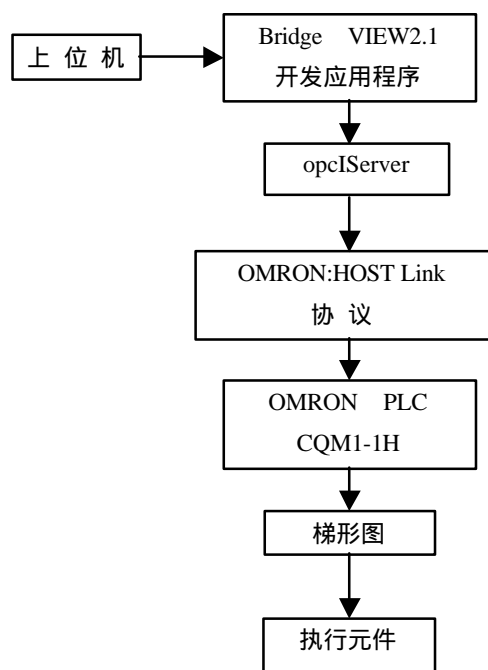 上 位 机
Bridge VIEW2.1
开发应用程序
opcIServer
OMRON:HOST Link
协 议
OMRON PLC
CQM1-1H
梯形图
执行元件